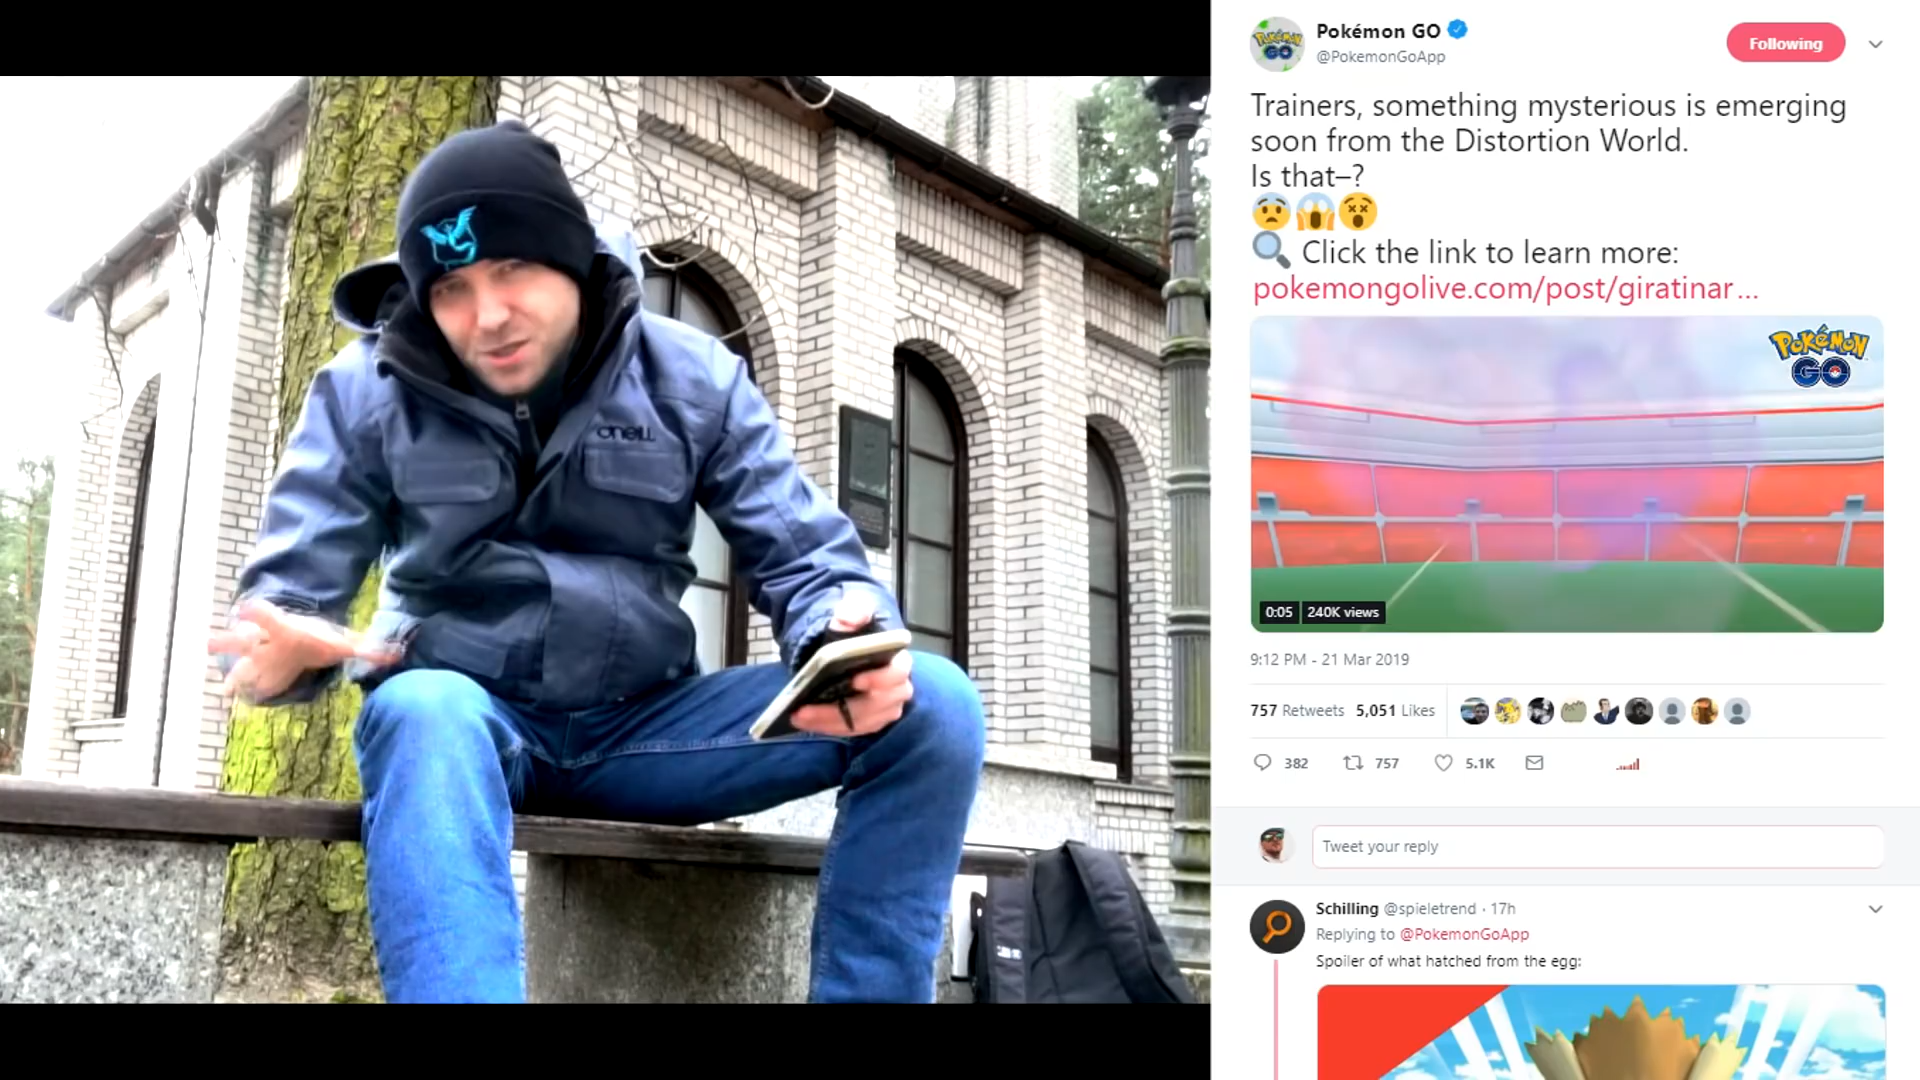 oneill
Pokémon GO
@PokemonGoApp
Following
Trainers, something mysterious is emerging
soon from the Distortion World.
Is that–?
Click the link to learn more:
pokemongolive.com/post/giratinar…
POKÉMON
GO
0:05 240K views
9:12 PM - 21 Mar 2019
757 Retweets 5,051 Likes
382 757 5.1K
Tweet your reply
Schilling @spieletrend · 17h
Replying to @PokemonGoApp
Spoiler of what hatched from the egg: